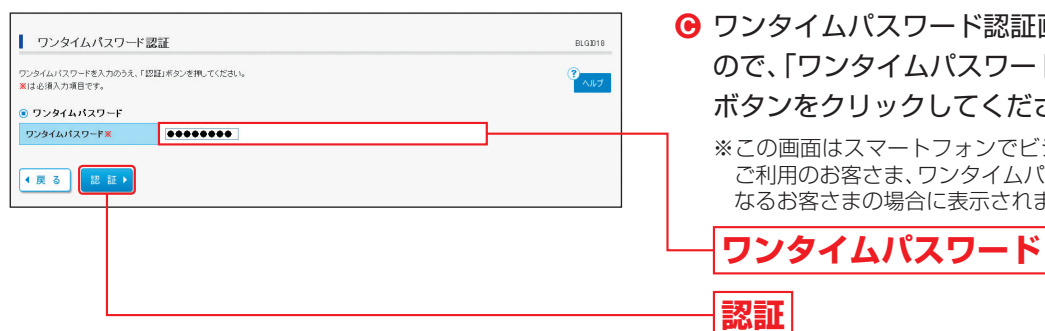 ワンタイムパスワード認証
BLGI018
ワンタイムパスワードを入力のうえ、「認証」ボタンを押してください。
※は必須入力項目です。
? ヘルプ
ワンタイムパスワード
ワンタイムパスワード※ ●●●●●●●●
戻 る
認 証
C ワンタイムパスワード認証
ので、「ワンタイムパスワー
ボタンをクリックしてくださ
※この画面はスマートフォンでビジ
ご利用のお客さま、ワンタイムパ
なるお客さまの場合に表示されま
ワンタイムパスワード
認証